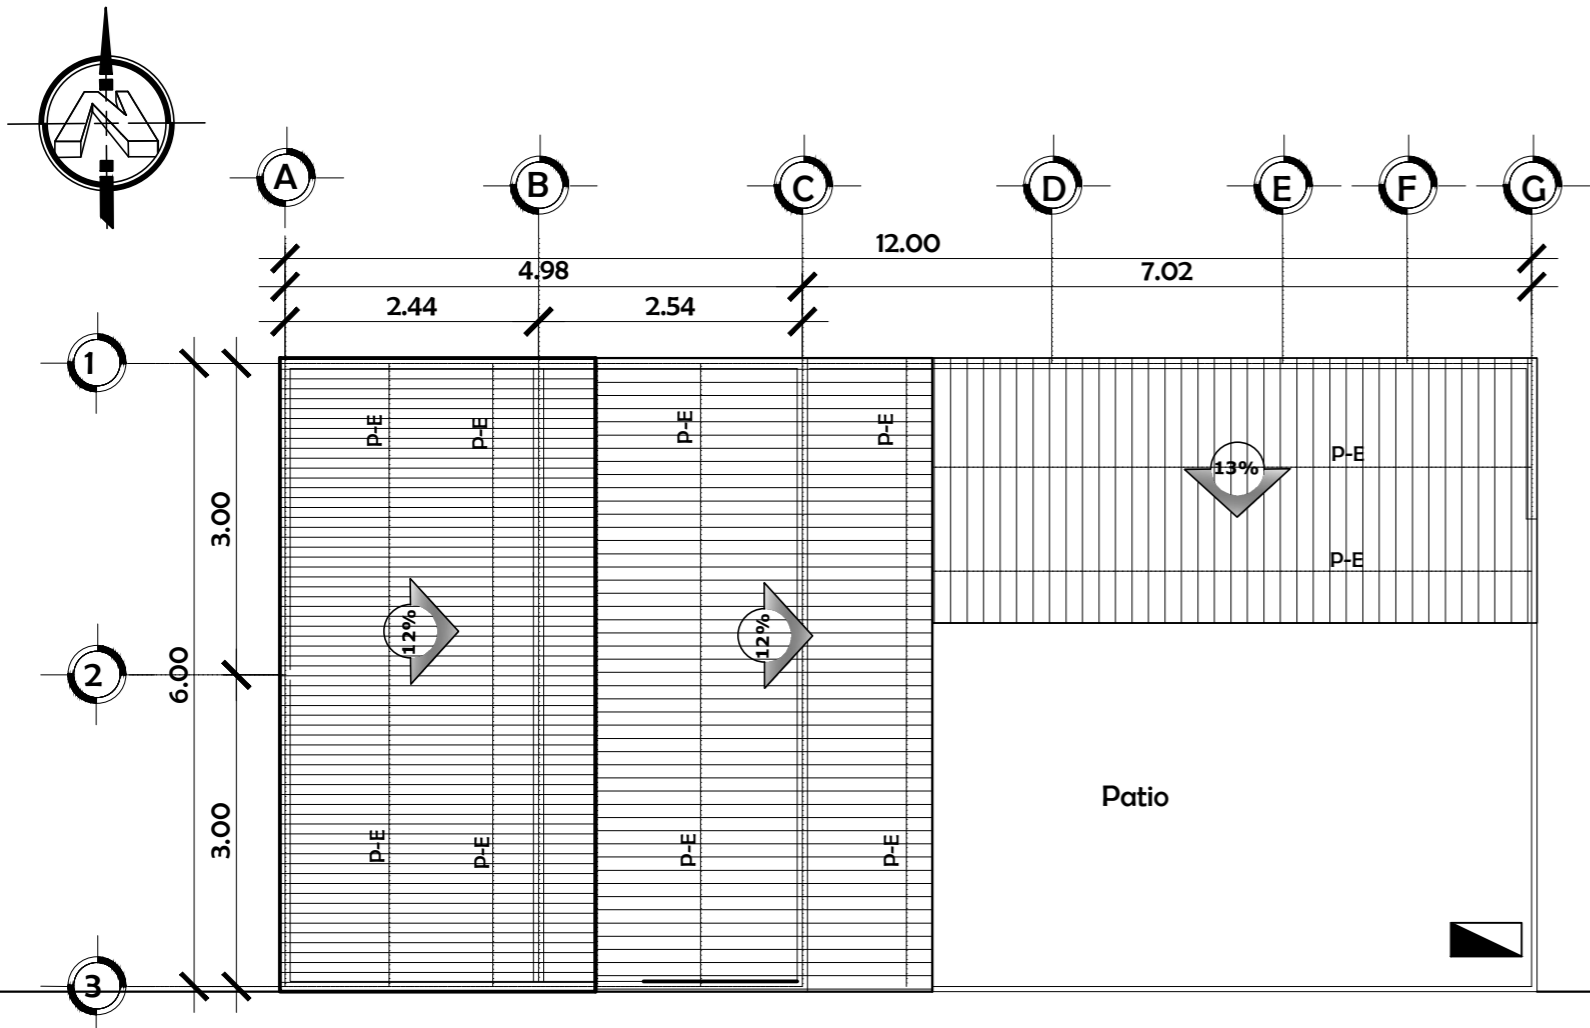 N
A B C D E F G
12.00
4.98 7.02
2.44 2.54
1
P-E P-E P-E P-E
P-E
13%
3.00
P-E
12% 12%
2
6.00
Patio
3.00
P-E P-E P-E P-E
3